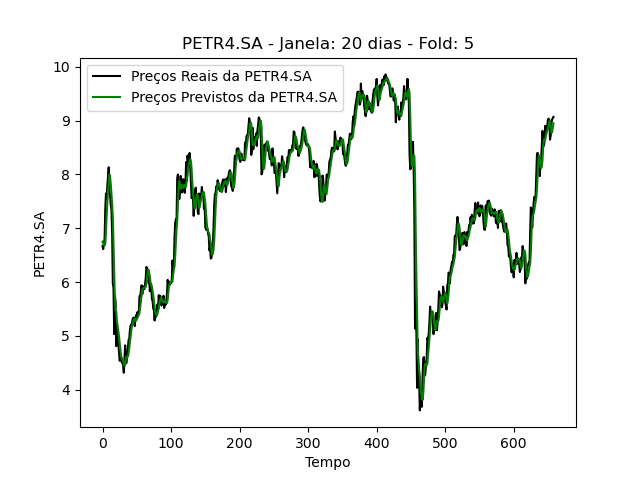 PETR4.SA - Janela: 20 dias - Fold: 5
Preços Reais da PETR4.SA
Preços Previstos da PETR4.SA
10
9
8
7
6
5
4
PETR4.SA
0 100 200 300 400 500 600
Tempo